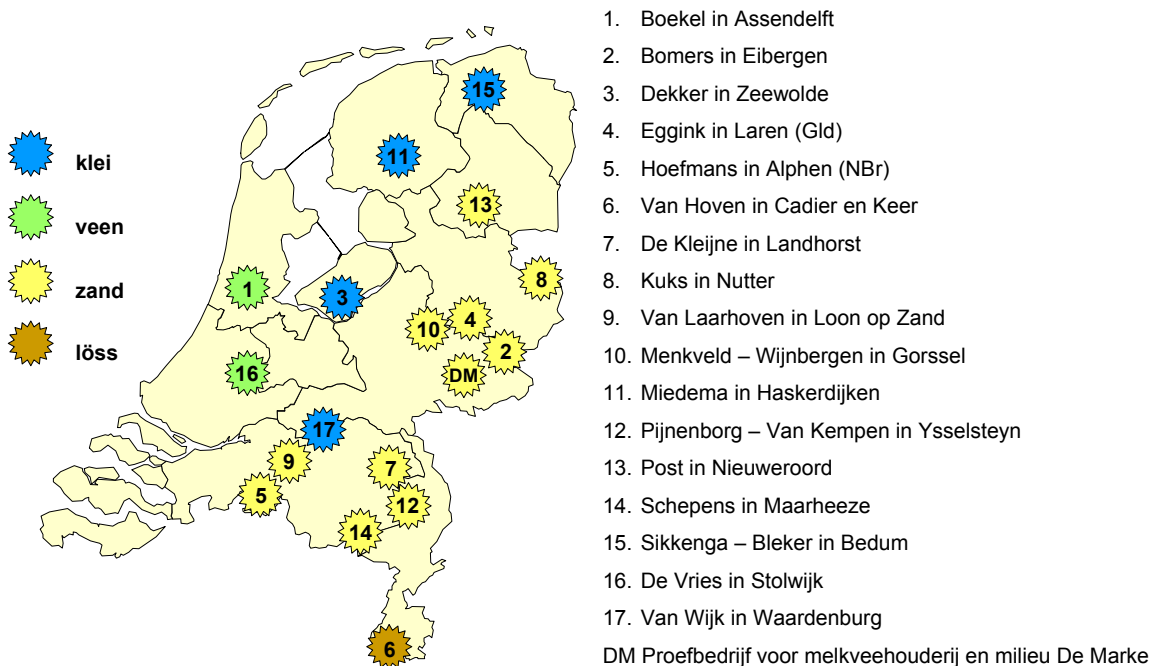 klei
veen
zand
löss
15
11
13
8
1
3
4
10
2
16
DM
17
9
7
5
12
14
6
1. Boekel in Assendelft
2. Bomers in Eibergen
3. Dekker in Zeewolde
4. Eggink in Laren (Gld)
5. Hoefmans in Alphen (NBr)
6. Van Hoven in Cadier en Keer
7. De Kleijne in Landhorst
8. Kuks in Nutter
9. Van Laarhoven in Loon op Zand
10. Menkveld – Wijnbergen in Gorssel
11. Miedema in Haskerdijken
12. Pijnenborg – Van Kempen in Ysselsteyn
13. Post in Nieuweroord
14. Schepens in Maarheeze
15. Sikkenga – Bleker in Bedum
16. De Vries in Stolwijk
17. Van Wijk in Waardenburg
DM Proefbedrijf voor melkveehouderij en milieu De Marke